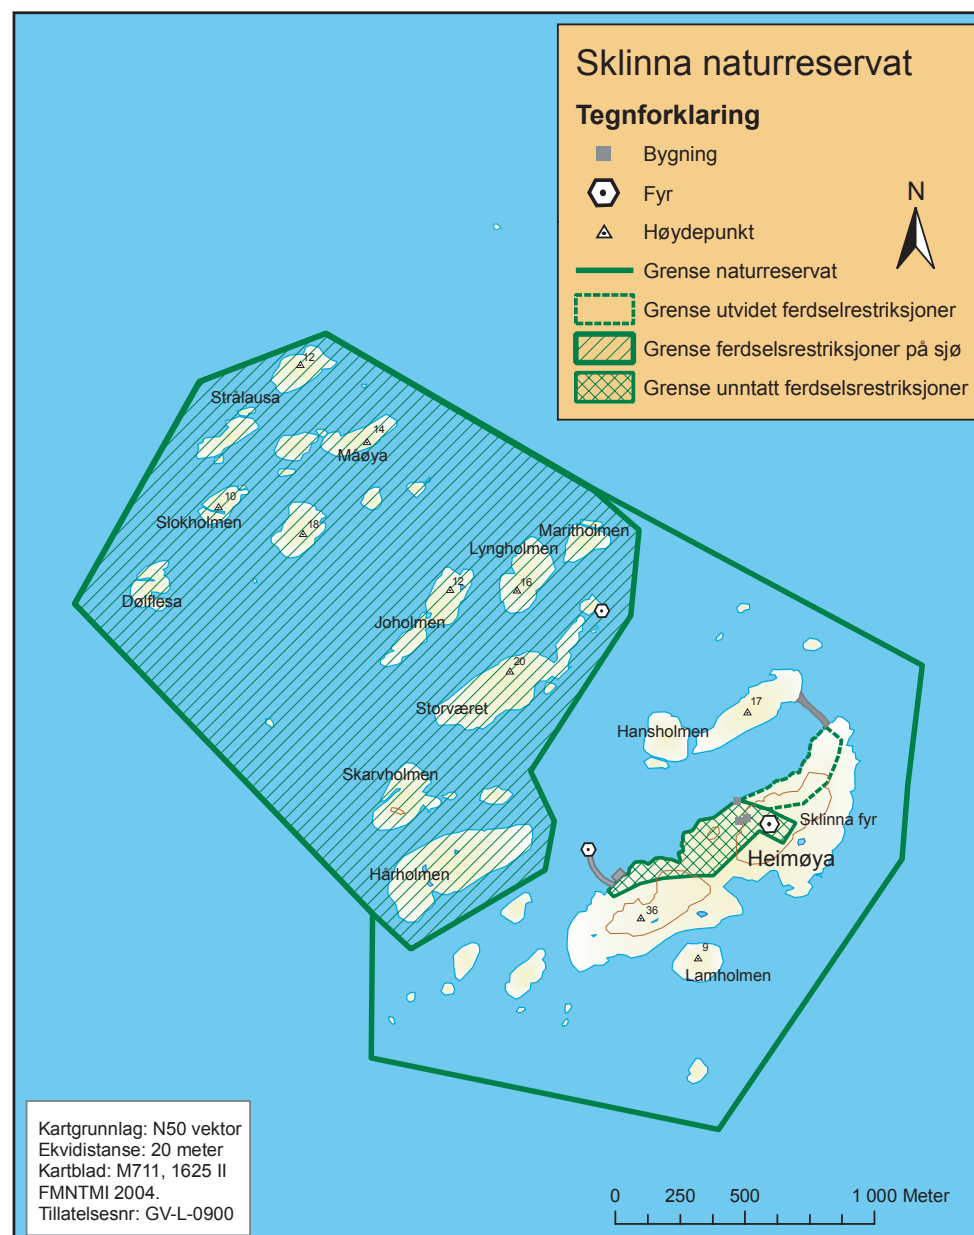 Sklinna naturreservat
Tegnforklaring
Bygning
Fyr
Høydepunkt
N
Grense naturreservat
Grense utvidet ferdselrestriksjoner
Grense ferdselsrestriksjoner på sjø
Grense unntatt ferdselsrestriksjoner
12
Strålausa
14
Måøya
10
Slokholmen
18
Maritholmen
Lyngholmen
12
16
Dølflesa
Joholmen
20
Storværet
17
Hansholmen
Skarvholmen
Sklinna fyr
Heimøya
Hårholmen
36
9
Lamholmen
Kartgrunnlag: N50 vektor
Ekvidistanse: 20 meter
Kartblad: M711, 1625 II
FMNTMI 2004.
Tillatelsesnr: GV-L-0900
0 250 500 1 000 Meter